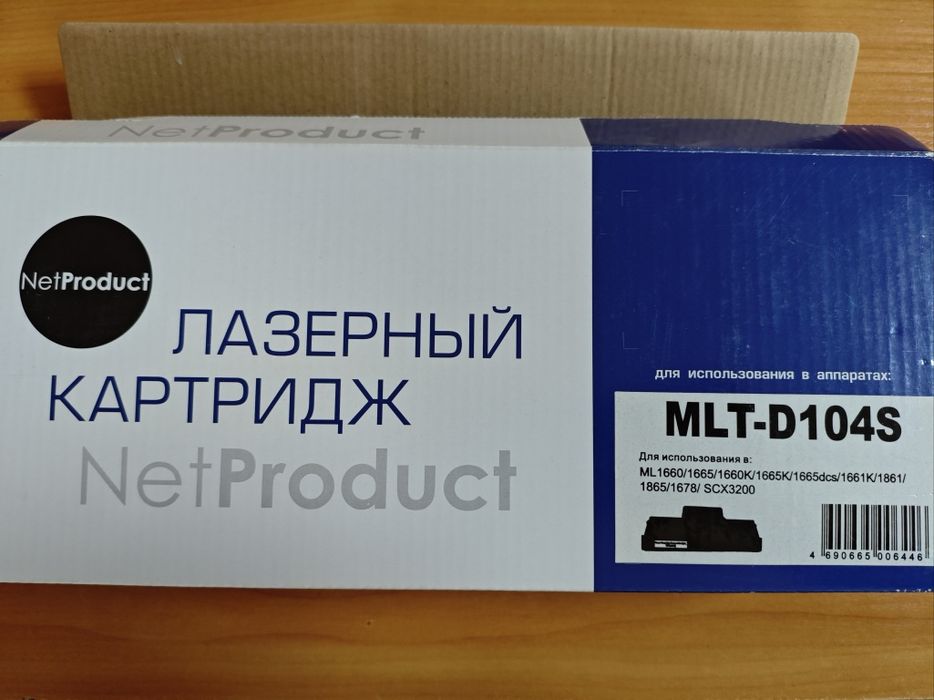 NetProduct
NetProduct
ЛАЗЕРНЫЙ
КАРТРИДЖ
NetProduct
для использования в аппаратах:
MLT-D104S
Для использования в:
ML1660/1665/1660K/1665K/1665dcs/1661K/1861/
1865/1678/ SCX3200
4 690665 006446